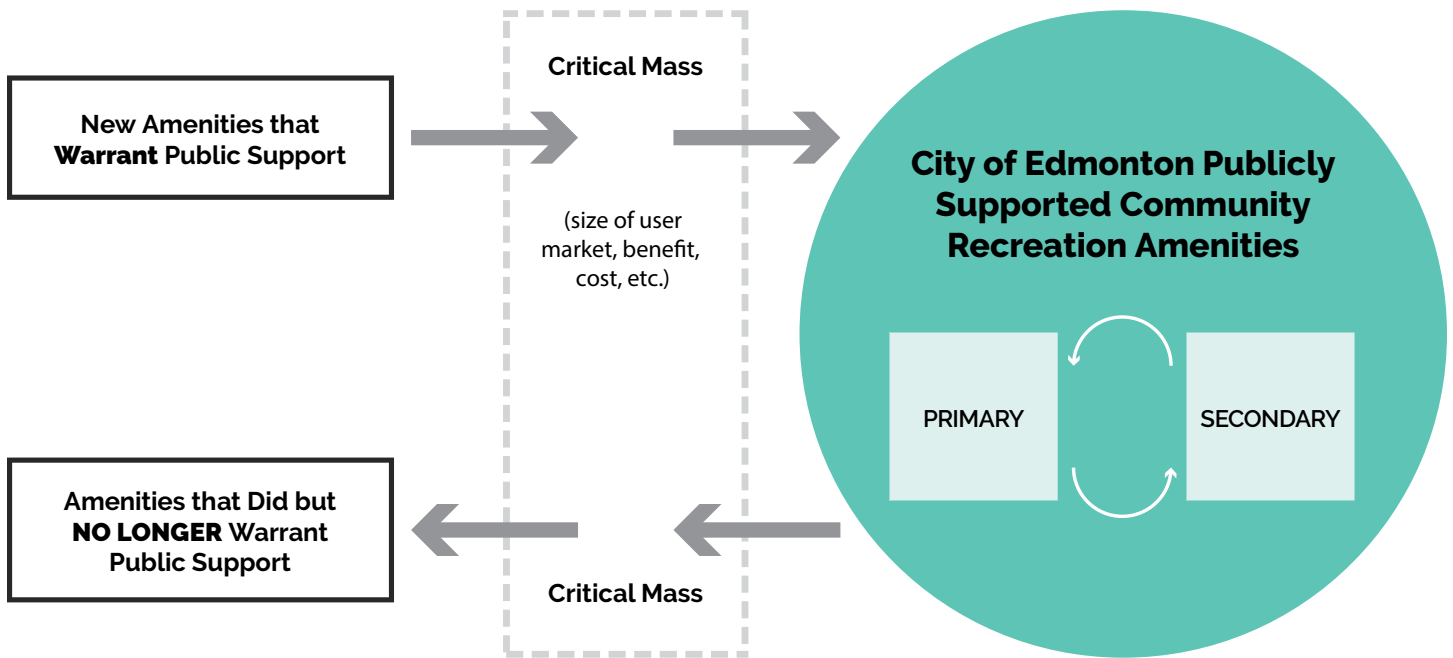 New Amenities that
Warrant Public Support
Critical Mass
(size of user
market, benefit,
cost, etc.)
City of Edmonton Publicly
Supported Community
Recreation Amenities
PRIMARY
SECONDARY
Amenities that Did but
NO LONGER Warrant
Public Support
Critical Mass